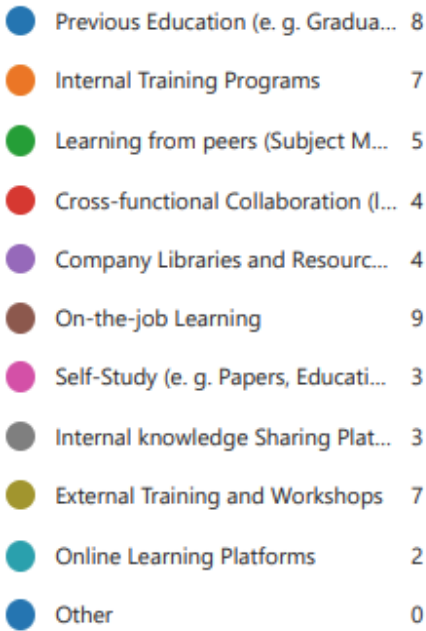 Previous Education (e. g. Gradua... 8
Internal Training Programs 7
Learning from peers (Subject M... 5
Cross-functional Collaboration (I... 4
Company Libraries and Resourc... 4
On-the-job Learning 9
Self-Study (e. g. Papers, Educati... 3
Internal knowledge Sharing Plat... 3
External Training and Workshops 7
Online Learning Platforms 2
Other 0